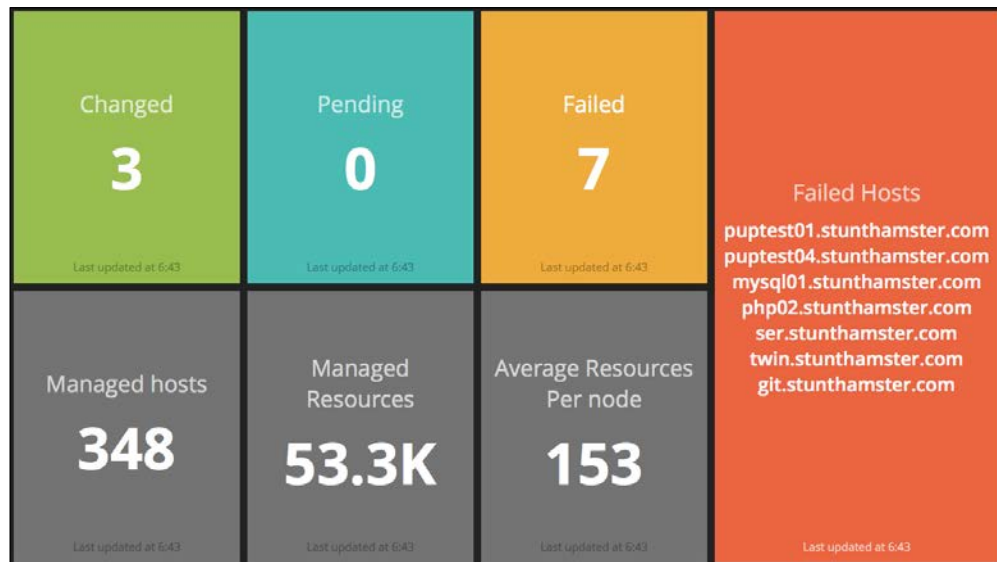 Changed
3
Last updated at 6:43
Pending
0
Last updated at 6:43
Failed
7
Last updated at 6:43
Failed Hosts
puptest01.stunthamster.com
puptest04.stunthamster.com
mysql01.stunthamster.com
php02.stunthamster.com
ser.stunthamster.com
twin.stunthamster.com
git.stunthamster.com
Last updated at 6:43
Managed hosts
348
Last updated at 6:43
Managed
Resources
53.3K
Last updated at 6:43
Average Resources
Per node
153
Last updated at 6:43